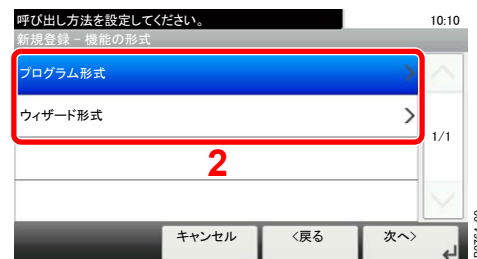 呼び出し方法を設定してください。 10:10
新規登録 - 機能の形式
プログラム形式
ウィザード形式
1/1
2
キャンセル <戻る 次へ>